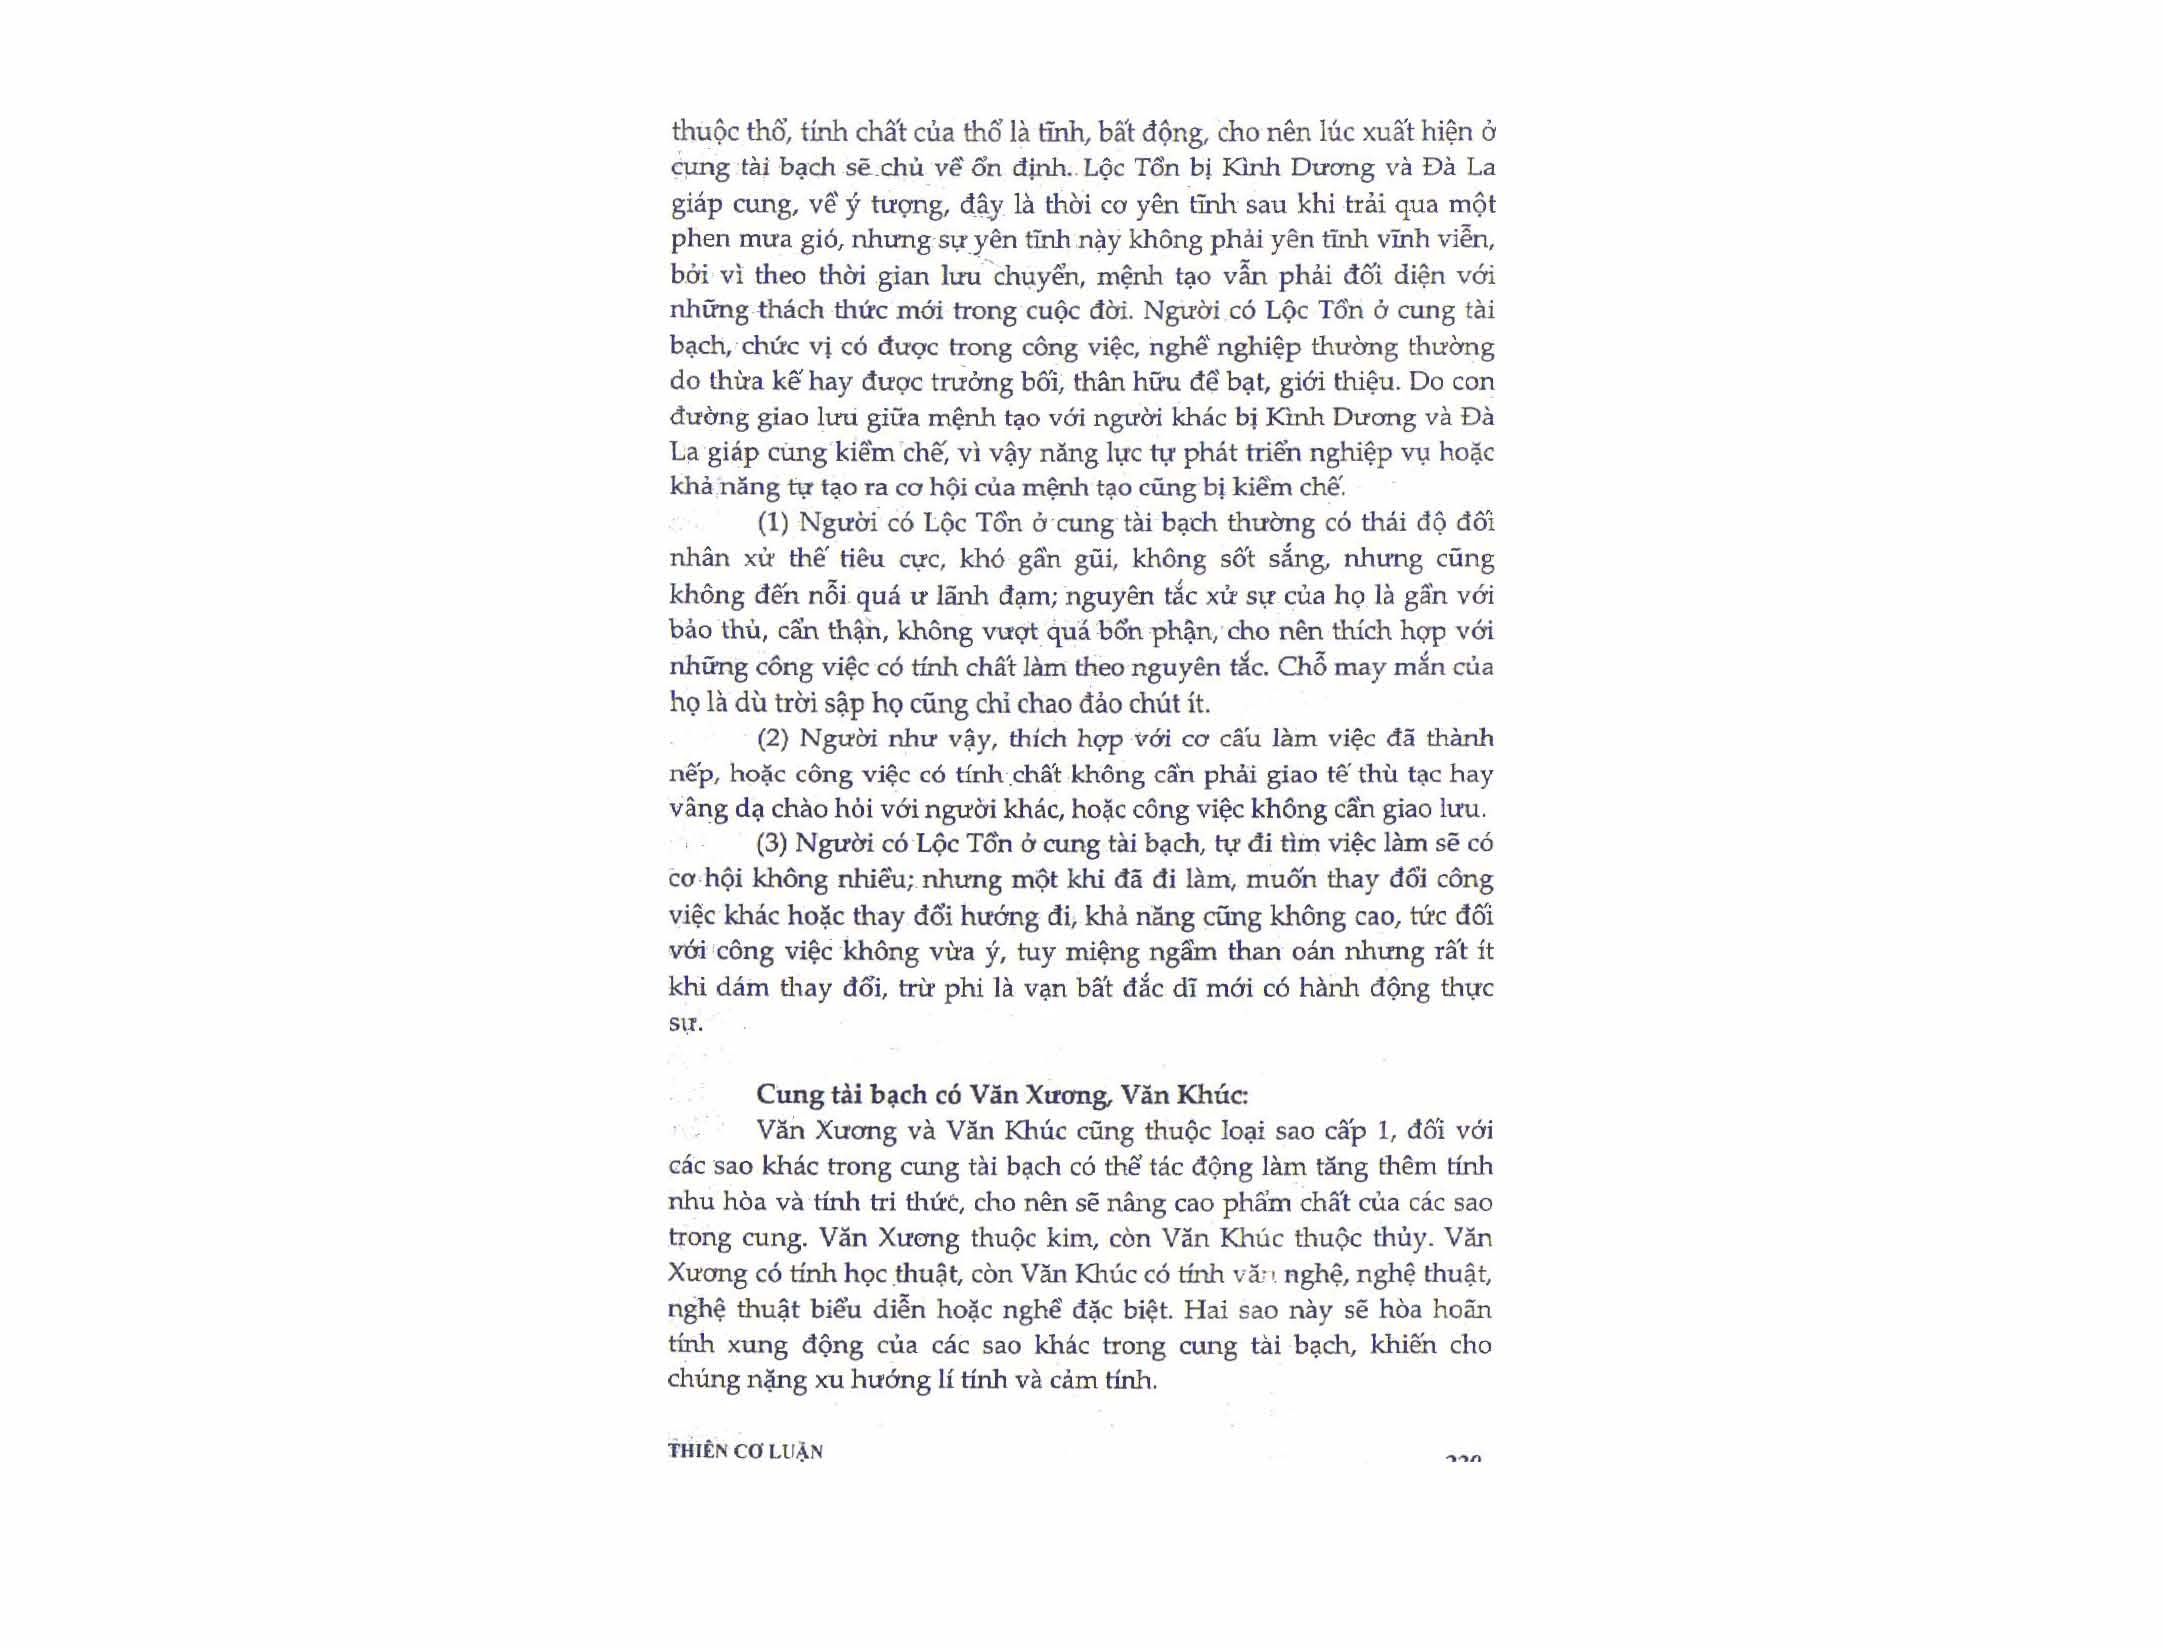 thuộc thổ, tính chất của thổ là tĩnh, bất động, cho nên lúc xuất hiện ở
cung tài bạch sẽ chủ về ổn định. Lộc Tồn bị Kình Dương và Đà La
giáp cung, về ý tượng, đây là thời cơ yên tĩnh sau khi trải qua một
phen mưa gió, nhưng sự yên tĩnh này không phải yên tĩnh vĩnh viễn,
bởi vì theo thời gian lưu chuyển, mệnh tạo vẫn phải đối diện với
những thách thức mới trong cuộc đời. Người có Lộc Tồn ở cung tài
bạch, chức vị có được trong công việc, nghề nghiệp thường thường
do thừa kế hay được trưởng bối, thân hữu đề bạt, giới thiệu. Do con
đường giao lưu giữa mệnh tạo với người khác bị Kình Dương và Đà
La giáp cung kiềm chế, vì vậy năng lực tự phát triển nghiệp vụ hoặc
khả năng tự tạo ra cơ hội của mệnh tạo cũng bị kiềm chế.
(1) Người có Lộc Tồn ở cung tài bạch thường có thái độ đối
nhân xử thế tiêu cực, khó gần gũi, không sốt sắng, nhưng cũng
không đến nỗi quá ư lãnh đạm; nguyên tắc xử sự của họ là gần với
bảo thủ, cẩn thận, không vượt quá bổn phận, cho nên thích hợp với
những công việc có tính chất làm theo nguyên tắc. Chỗ may mắn của
họ là dù trời sập họ cũng chỉ chao đảo chút ít.
(2) Người như vậy, thích hợp với cơ cấu làm việc đã thành
nếp, hoặc công việc có tính chất không cần phải giao tế thù tạc hay
vâng dạ chào hỏi với người khác, hoặc công việc không cần giao lưu.
(3) Người có Lộc Tồn ở cung tài bạch, tự đi tìm việc làm sẽ có
cơ hội không nhiều; nhưng một khi đã đi làm, muốn thay đổi công
việc khác hoặc thay đổi hướng đi, khả năng cũng không cao, tức đối
với công việc không vừa ý, tuy miệng ngầm than oán nhưng rất ít
khi dám thay đổi, trừ phi là vạn bất đắc dĩ mới có hành động thực
sự.
Cung tài bạch có Văn Xương, Văn Khúc:
Văn Xương và Văn Khúc cũng thuộc loại sao cấp 1, đối với
các sao khác trong cung tài bạch có thể tác động làm tăng thêm tính
nhu hòa và tính tri thức, cho nên sẽ nâng cao phẩm chất của các sao
trong cung. Văn Xương thuộc kim, còn Văn Khúc thuộc thủy. Văn
Xương có tính học thuật, còn Văn Khúc có tính văn nghệ, nghệ thuật,
nghệ thuật biểu diễn hoặc nghề đặc biệt. Hai sao này sẽ hòa hoãn
tính xung động của các sao khác trong cung tài bạch, khiến cho
chúng nặng xu hướng lí tính và cảm tính.
THIÊN CƠ LUẬN